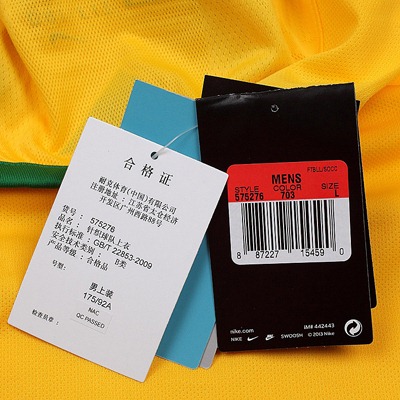 合格证
耐克体育(中国)有限公司
注册地址: 江苏省太仓经济
开发区广州西路88号
货号: 575276
品名: 针织球队上衣
执行标准: GB/T 22853-2009
安全技术类别: B类
产品等级: 合格品
号型:
男上装
175/92A
NAC
QC PASSED
检查员签:
FTBLL/SOCC
MENS
STYLE COLOR SIZE
575276 703 L
8 87227 15459 0
nike.com IM# 442443
NIKE SWOOSH © 2013 Nike